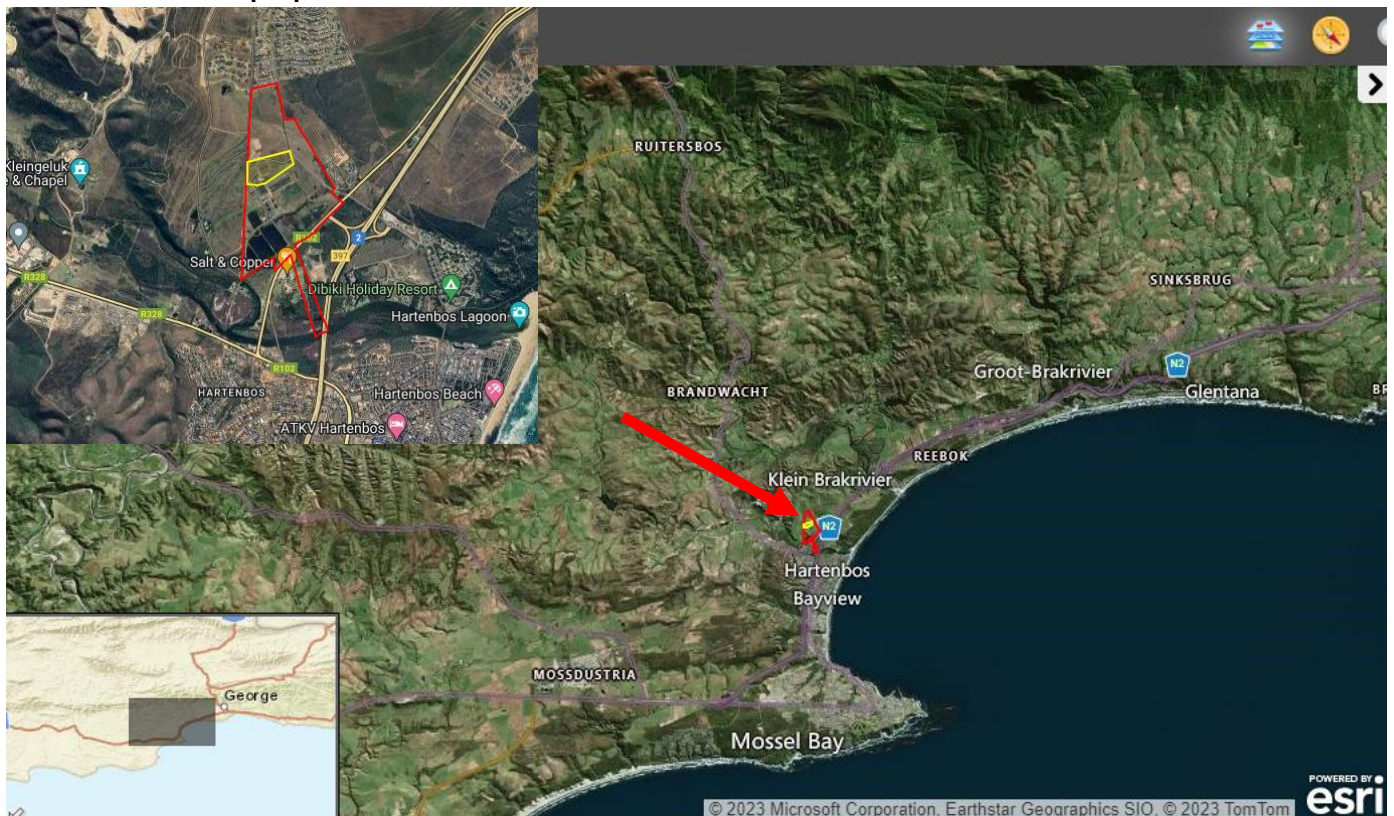 Kleingeluk
e & Chapel
2
R102
397
Salt & Copper
R328
Dibiki Holiday Resort
Hartenbos Lagoon
R328
R102
HARTENBOS
Hartenbos Beach
ATKV Hartenbos
RUITERSBOS
SINKSBRUG
N2
Groot-Brakrivier
Glentana
BRANDWACHT
BR
REEBOK
Klein Brakrivier
N2
Hartenbos
Bayview
MOSSDUSTRIA
George
Mossel Bay
POWERED BY
esri
© 2023 Microsoft Corporation, Earthstar Geographics SIO, © 2023 TomTom